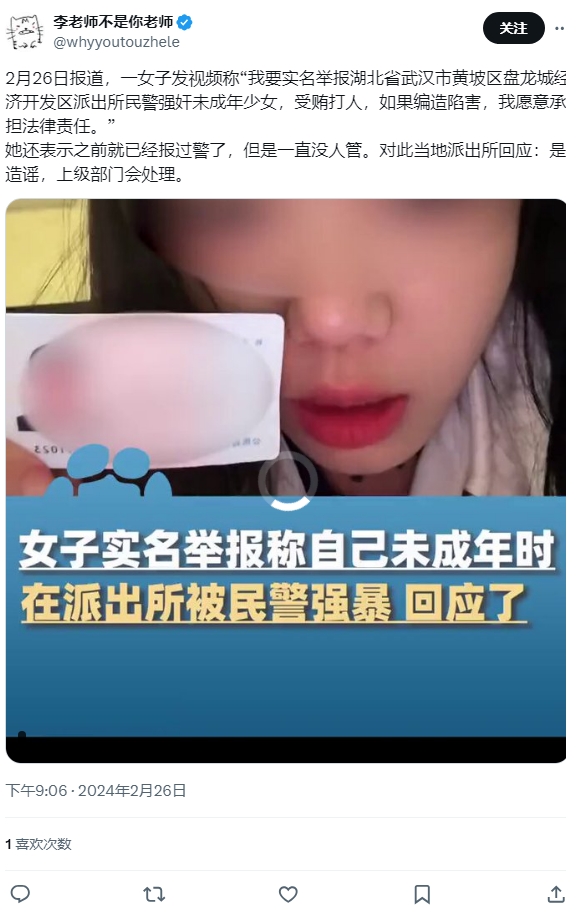 李老师不是你老师
@whyyoutouzhele
关注
2月26日报道，一女子发视频称“我要实名举报湖北省武汉市黄坡区盘龙城经
济开发区派出所民警强奸未成年少女，受贿打人，如果编造陷害，我愿意承
担法律责任。”
她还表示之前就已经报过警了，但是一直没人管。对此当地派出所回应：是
造谣，上级部门会处理。
女子实名举报称自己未成年时
在派出所被民警强暴 回应了
下午9:06 · 2024年2月26日
1 喜欢次数